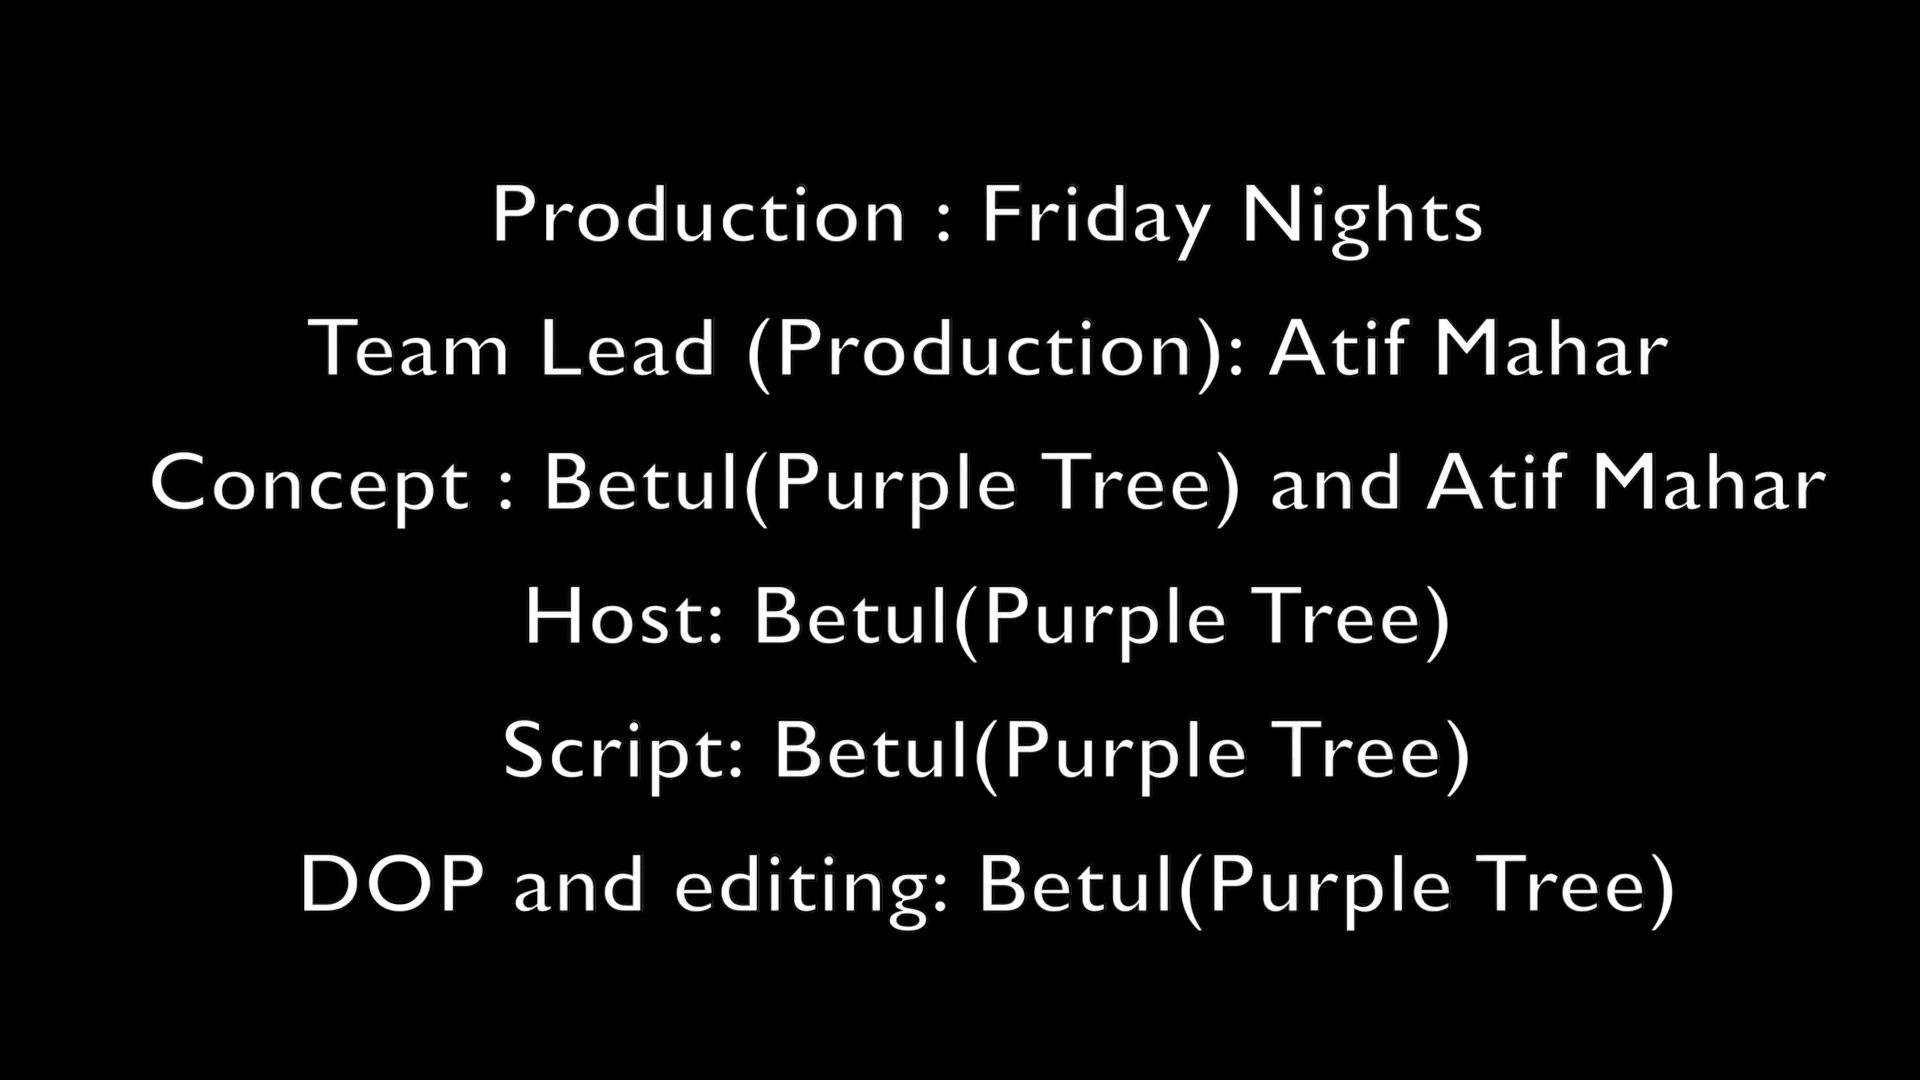 Production : Friday Nights
Team Lead (Production): Atif Mahar
Concept : Betul(Purple Tree) and Atif Mahar
Host: Betul(Purple Tree)
Script: Betul(Purple Tree)
DOP and editing: Betul(Purple Tree)